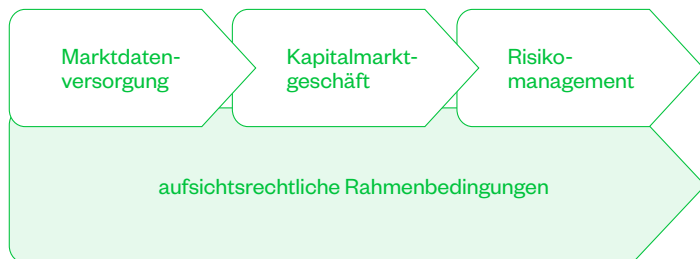 Marktdaten-
versorgung
Kapitalmarkt-
geschäft
Risiko-
management
aufsichtsrechtliche Rahmenbedingungen